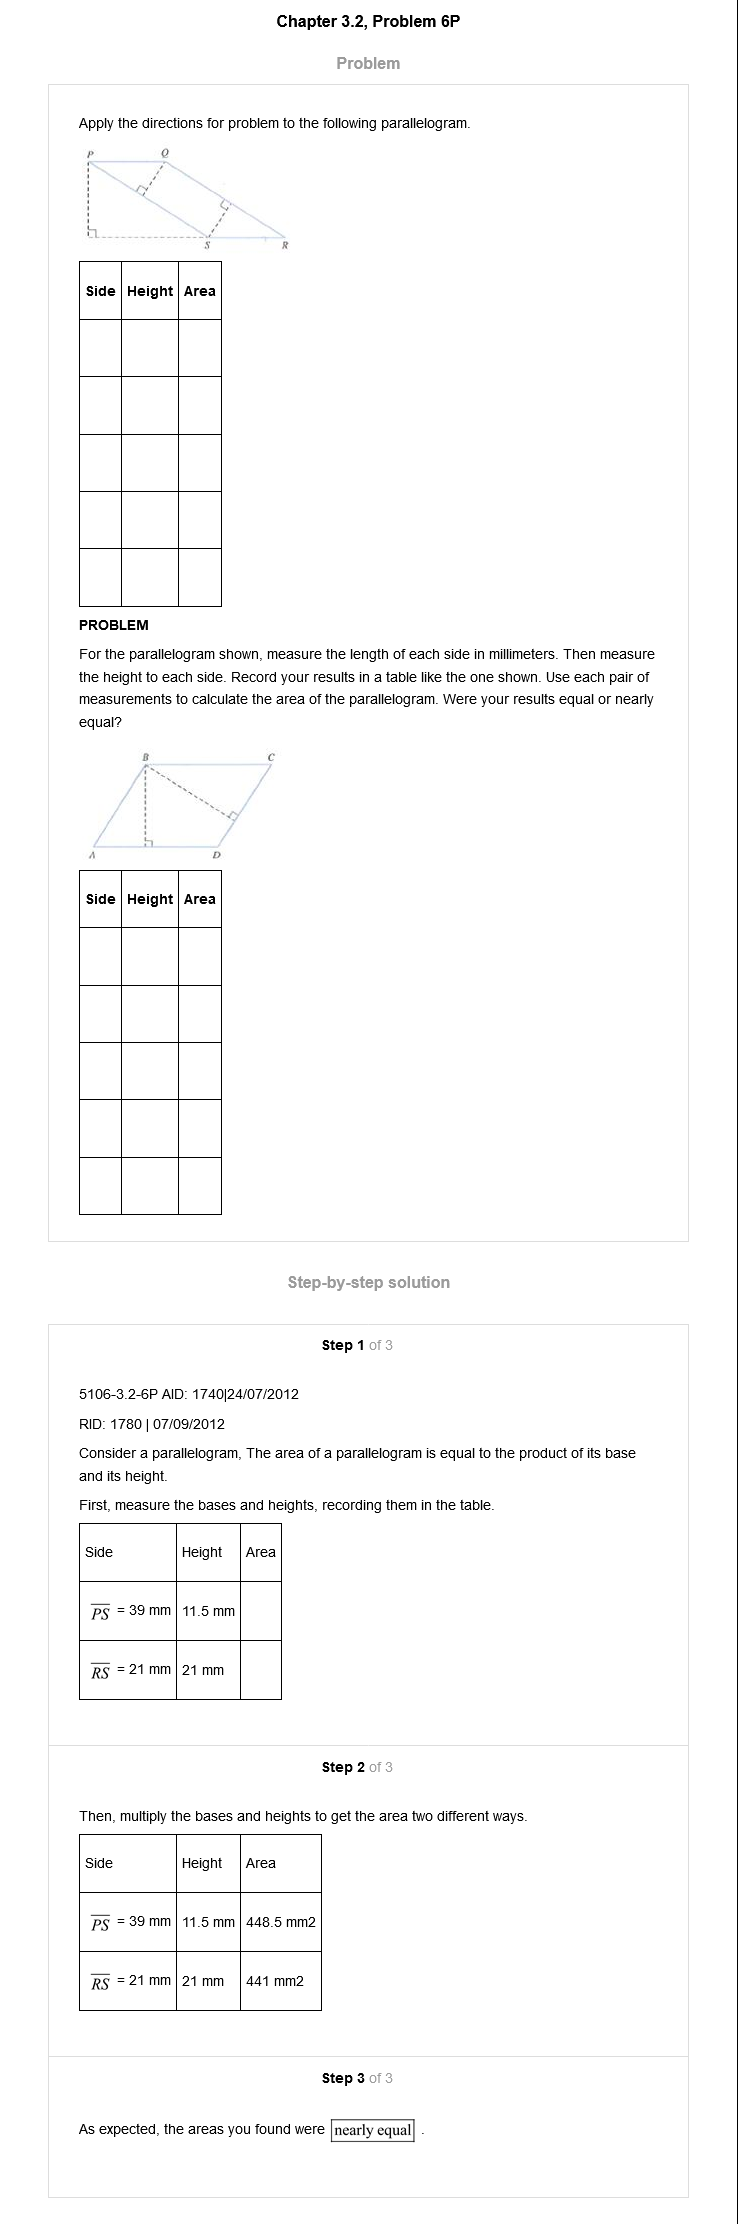 Chapter 3.2, Problem 6P
Problem
Apply the directions for problem to the following parallelogram.
P Q
S R
Side Height Area
PROBLEM
For the parallelogram shown, measure the length of each side in millimeters. Then measure
the height to each side. Record your results in a table like the one shown. Use each pair of
measurements to calculate the area of the parallelogram. Were your results equal or nearly
equal?
B C
A D
Side Height Area
Step-by-step solution
Step 1 of 3
5106-3.2-6P AID: 1740|24/07/2012
RID: 1780 | 07/09/2012
Consider a parallelogram, The area of a parallelogram is equal to the product of its base
and its height.
First, measure the bases and heights, recording them in the table.
Side Height Area
PS = 39 mm 11.5 mm
RS = 21 mm 21 mm
Step 2 of 3
Then, multiply the bases and heights to get the area two different ways.
Side Height Area
PS = 39 mm 11.5 mm 448.5 mm2
RS = 21 mm 21 mm 441 mm2
Step 3 of 3
As expected, the areas you found were nearly equal .